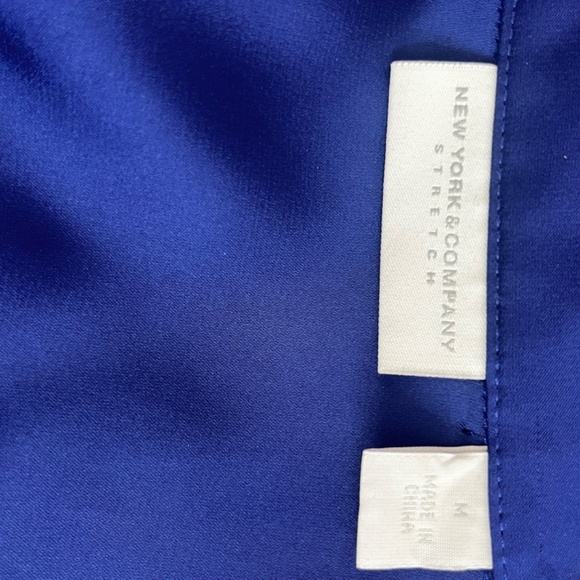 NEW YORK&COMPANY
STRETCH
M
MADE IN
CHINA